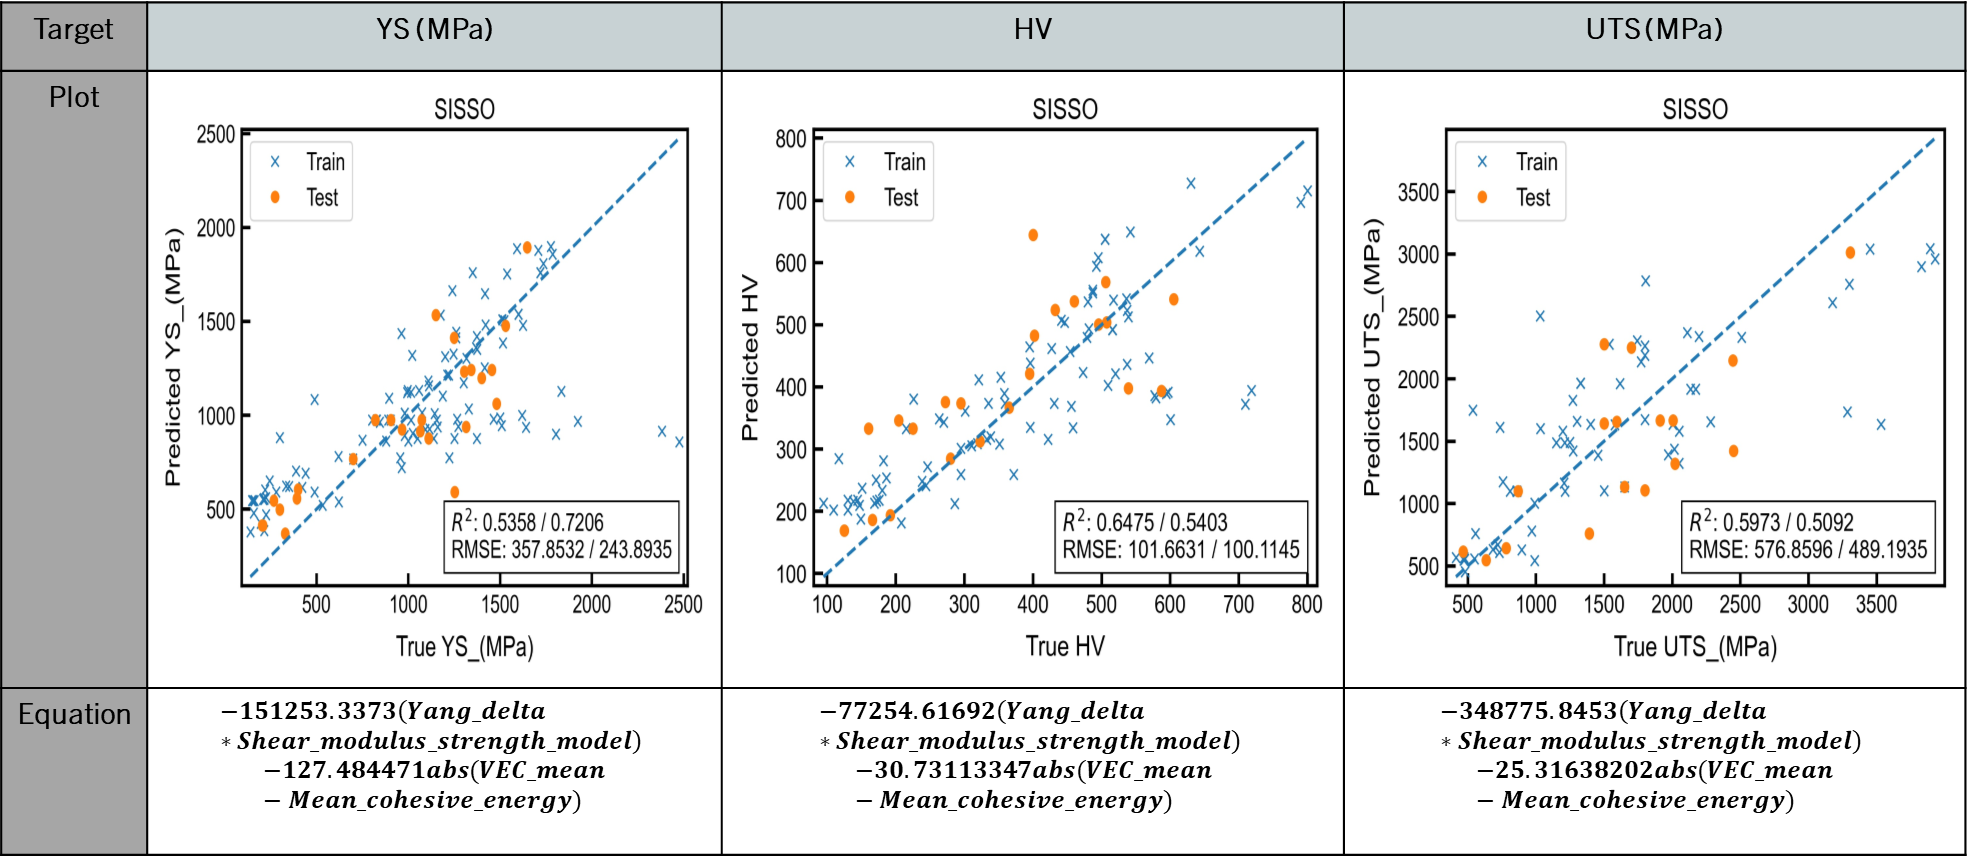 Target
YS (MPa)
HV
UTS (MPa)
Plot
SISSO
2500
2000
1500
1000
500
Predicted YS_(MPa)
Train
Test
R²: 0.5358 / 0.7206
RMSE: 357.8532 / 243.8935
500 1000 1500 2000 2500
True YS_(MPa)
SISSO
800
700
600
500
400
300
200
100
Predicted HV
Train
Test
R²: 0.6475 / 0.5403
RMSE: 101.6631 / 100.1145
100 200 300 400 500 600 700 800
True HV
SISSO
3500
3000
2500
2000
1500
1000
500
Predicted UTS_(MPa)
Train
Test
R²: 0.5973 / 0.5092
RMSE: 576.8596 / 489.1935
500 1000 1500 2000 2500 3000 3500
True UTS_(MPa)
Equation
−151253.3373(Yang_delta
∗ Shear_modulus_strength_model)
−127.484471abs(VEC_mean
− Mean_cohesive_energy)
−77254.61692(Yang_delta
∗ Shear_modulus_strength_model)
−30.73113347abs(VEC_mean
− Mean_cohesive_energy)
−348775.8453(Yang_delta
∗ Shear_modulus_strength_model)
−25.31638202abs(VEC_mean
− Mean_cohesive_energy)